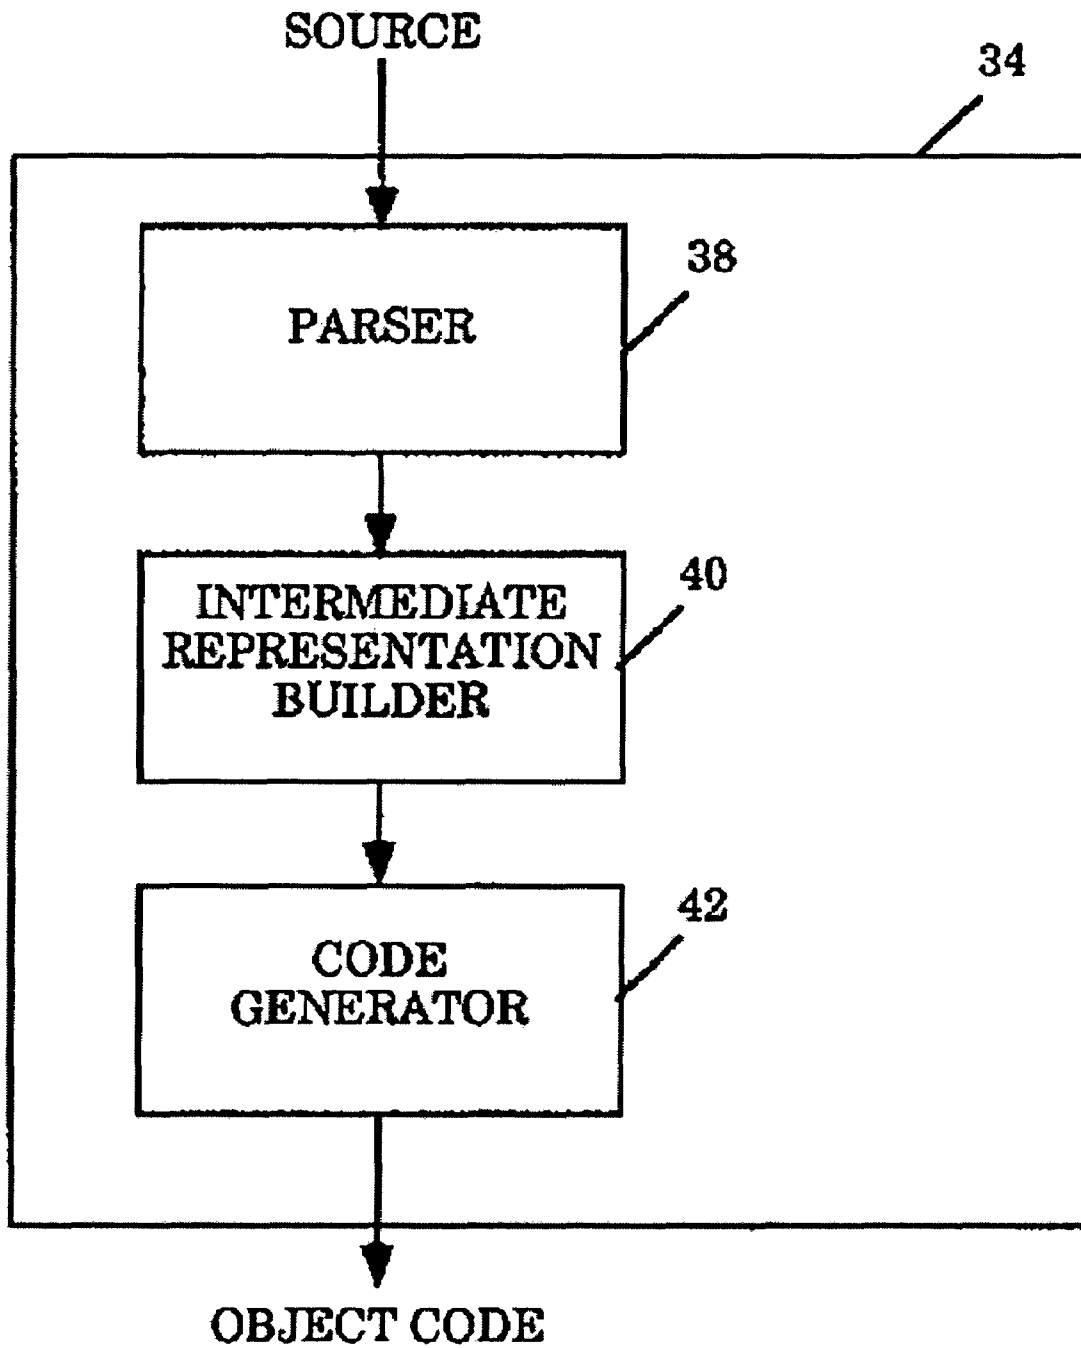 SOURCE
34
38
PARSER
40
INTERMEDIATE
REPRESENTATION
BUILDER
42
CODE
GENERATOR
OBJECT CODE